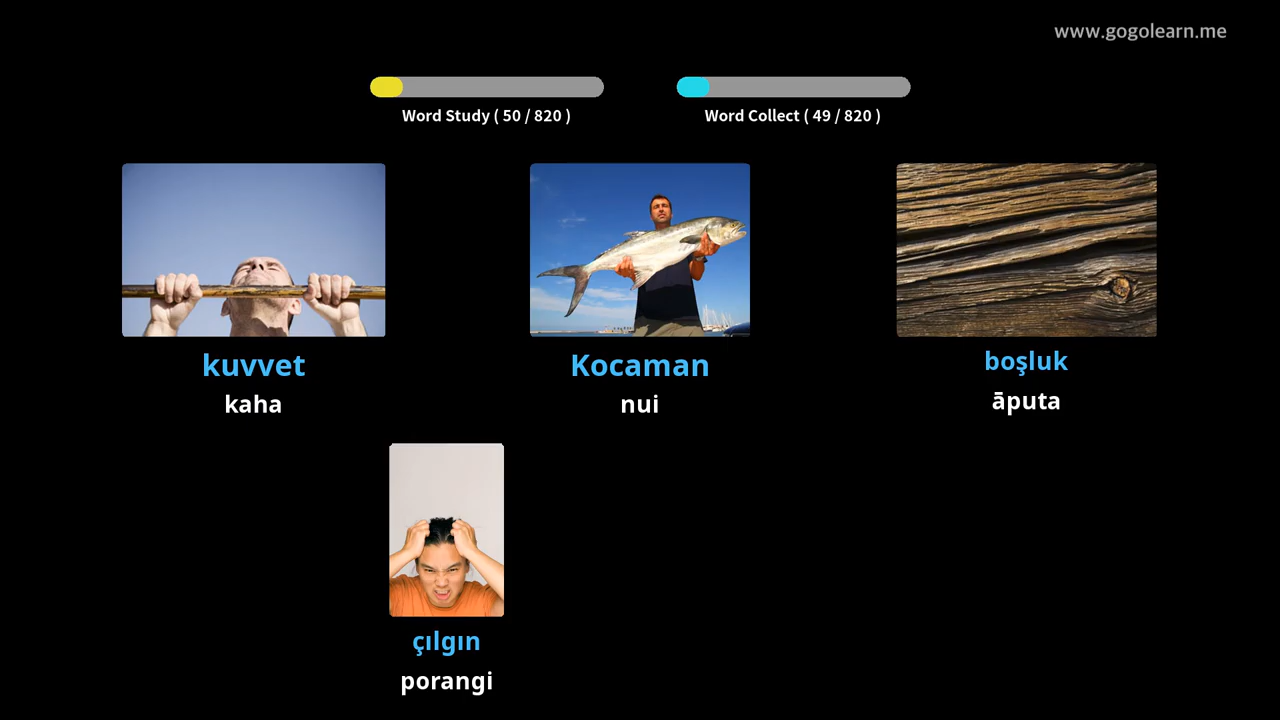 www.gogolearn.me
Word Study ( 50 / 820 )
Word Collect ( 49 / 820 )
kuvvet
kaha
Kocaman
nui
boşluk
āputa
çılgın
porangi